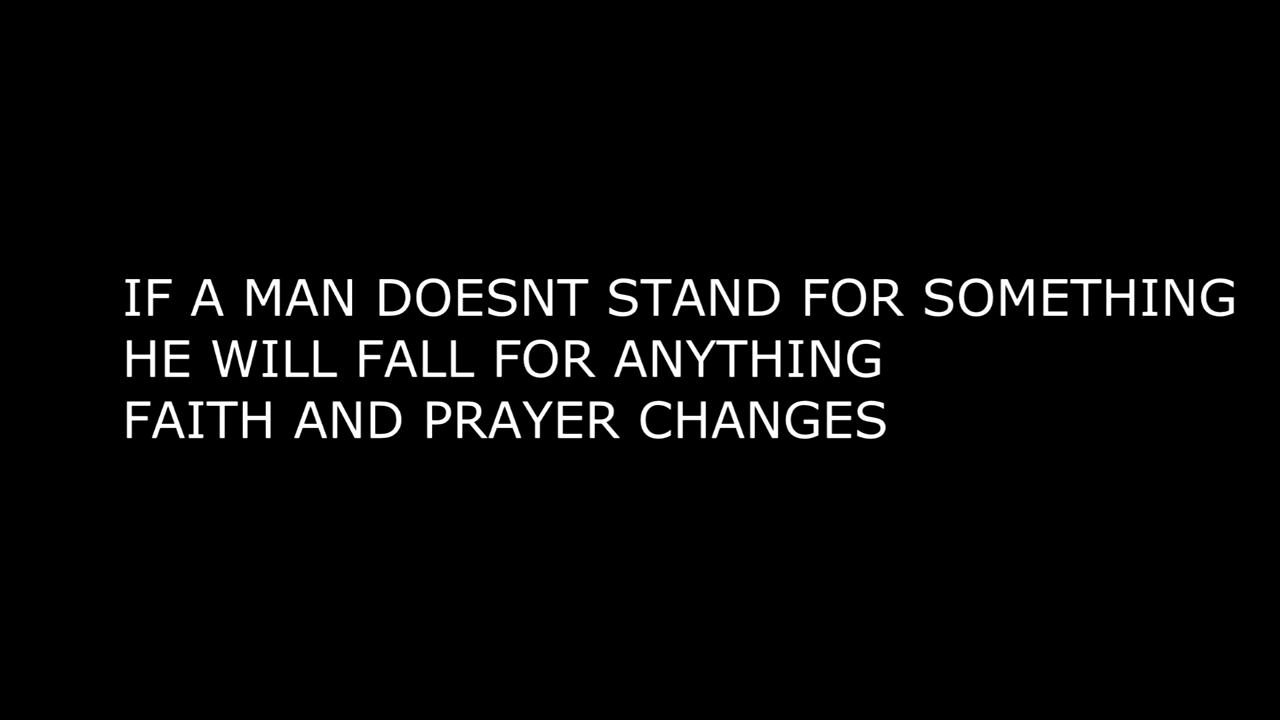 IF A MAN DOESNT STAND FOR SOMETHING
HE WILL FALL FOR ANYTHING
FAITH AND PRAYER CHANGES